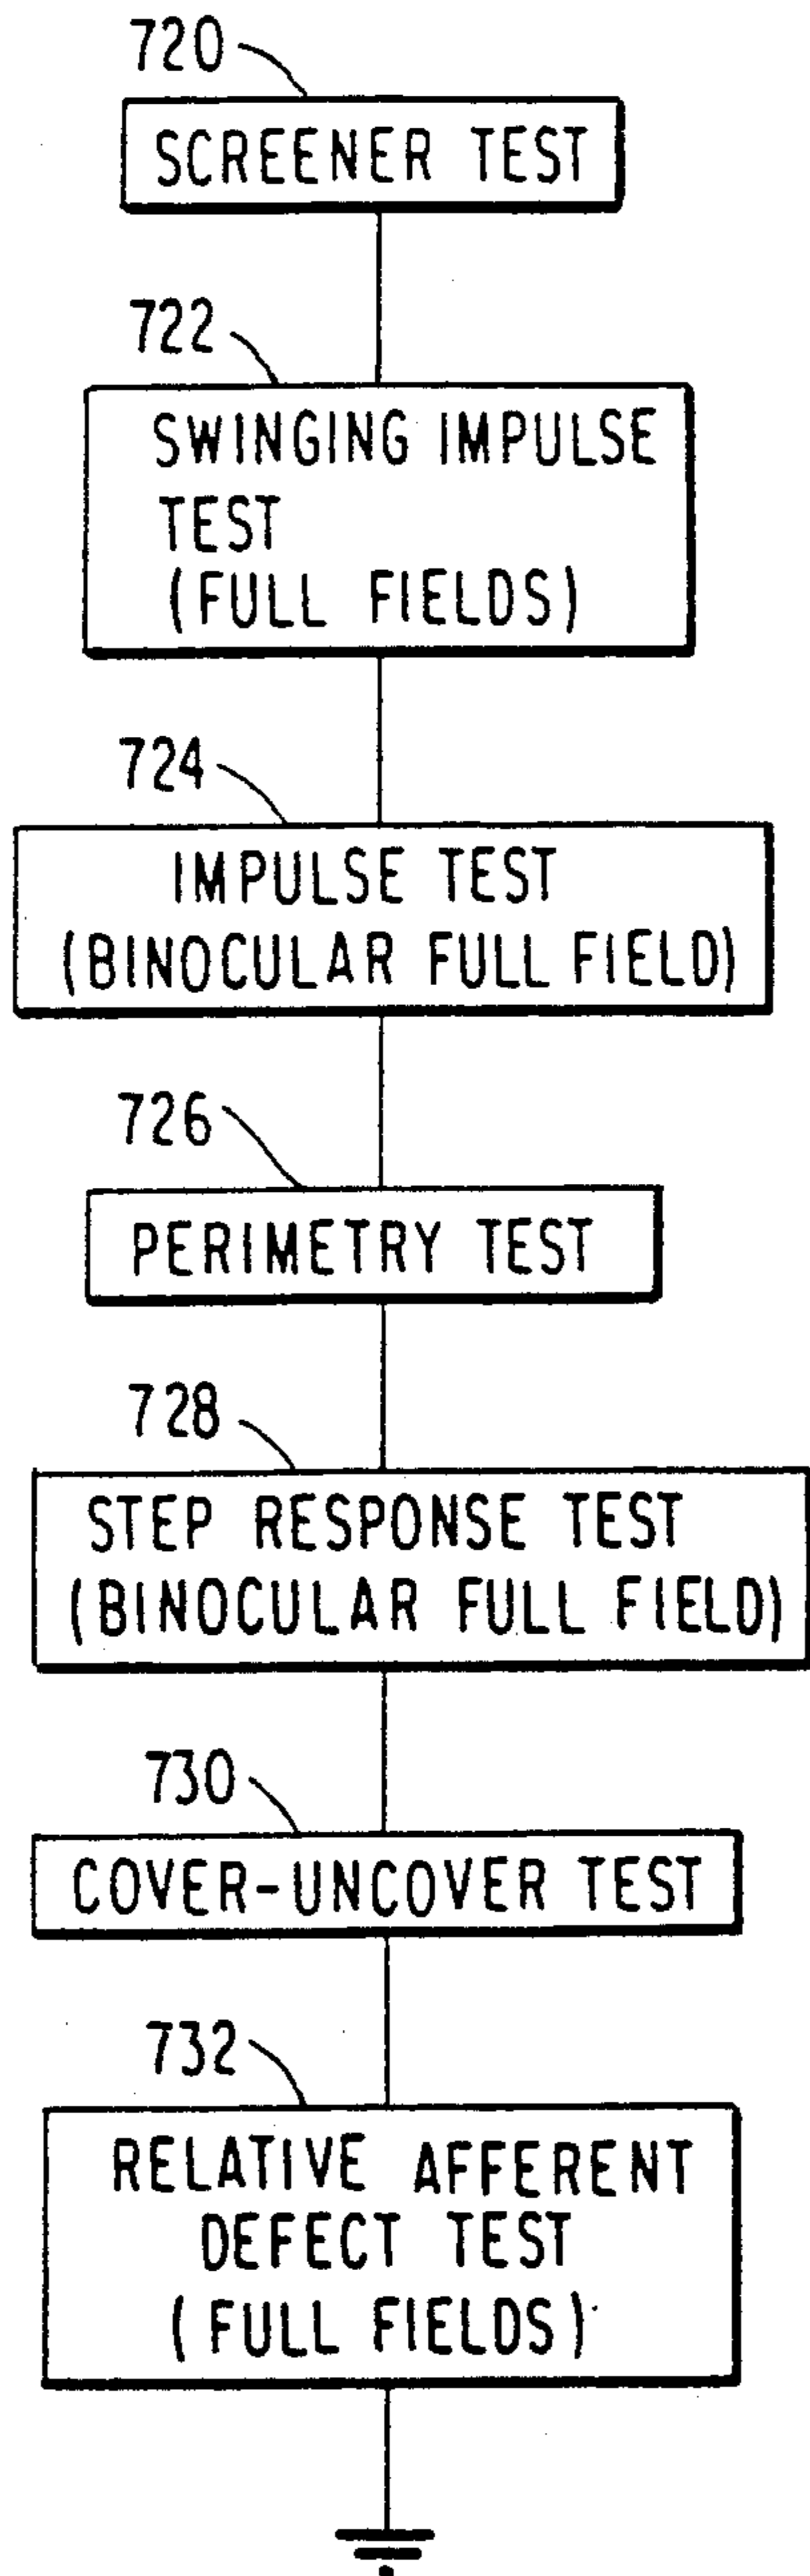 720
SCREENER TEST
722
SWINGING IMPULSE
TEST
(FULL FIELDS)
724
IMPULSE TEST
(BINOCULAR FULL FIELD)
726
PERIMETRY TEST
728
STEP RESPONSE TEST
(BINOCULAR FULL FIELD)
730
COVER-UNCOVER TEST
732
RELATIVE AFFERENT
DEFECT TEST
(FULL FIELDS)